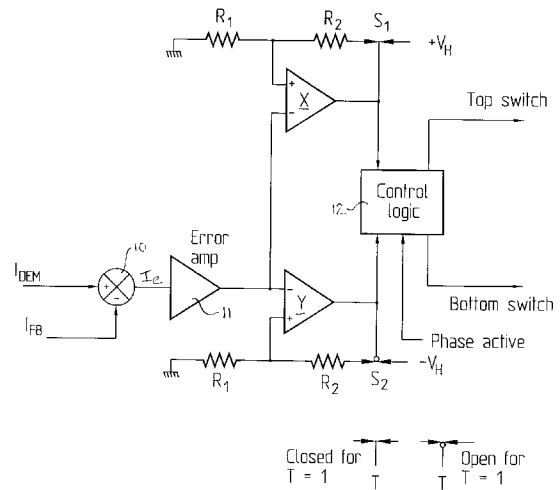 R1 R2 S1
+VH
+
X
−
Top switch
Control
logic
12
Error
amp
10
IDEM
+
−
Ie
11
−
Y
+
Bottom switch
IFB
Phase active
R1 R2 S2
−VH
Closed for
T = 1
T
T
Open for
T = 1